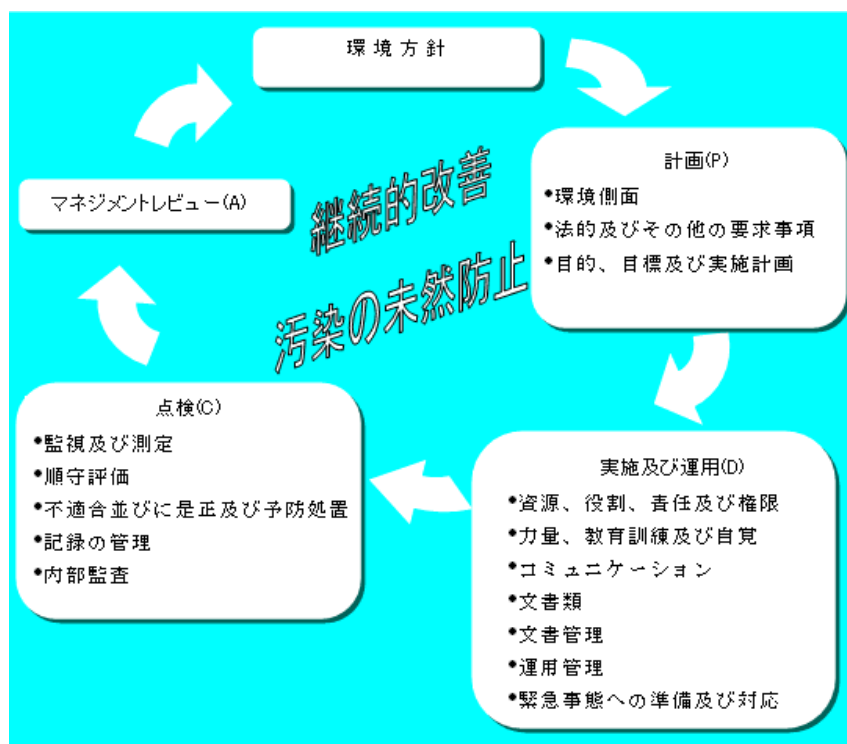 環境方針
計画(P)
•環境側面
•法的及びその他の要求事項
•目的、目標及び実施計画
マネジメントレビュー(A)
継続的改善
汚染の未然防止
点検(C)
•監視及び測定
•順守評価
•不適合並びに是正及び予防処置
•記録の管理
•内部監査
実施及び運用(D)
•資源、役割、責任及び権限
•力量、教育訓練及び自覚
•コミュニケーション
•文書類
•文書管理
•運用管理
•緊急事態への準備及び対応